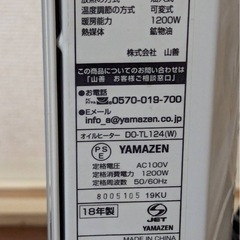 温度調節の方式 可変式
暖房能力 1200W
熱媒体 鉱物油
山善
この商品についてのお問い合わせは
「山善 お客様ご相談窓口」
●お電話
0570-019-700
●Eメール
info_a@yamazen.co.jp
オイルヒーター DO-TL124(W)
PSE YAMAZEN
定格電圧 AC100V
定格消費電力 1200W
定格周波数 50/60Hz
8005105 19KU
18年製
S JET
YAMAZEN
MADE IN CHINA